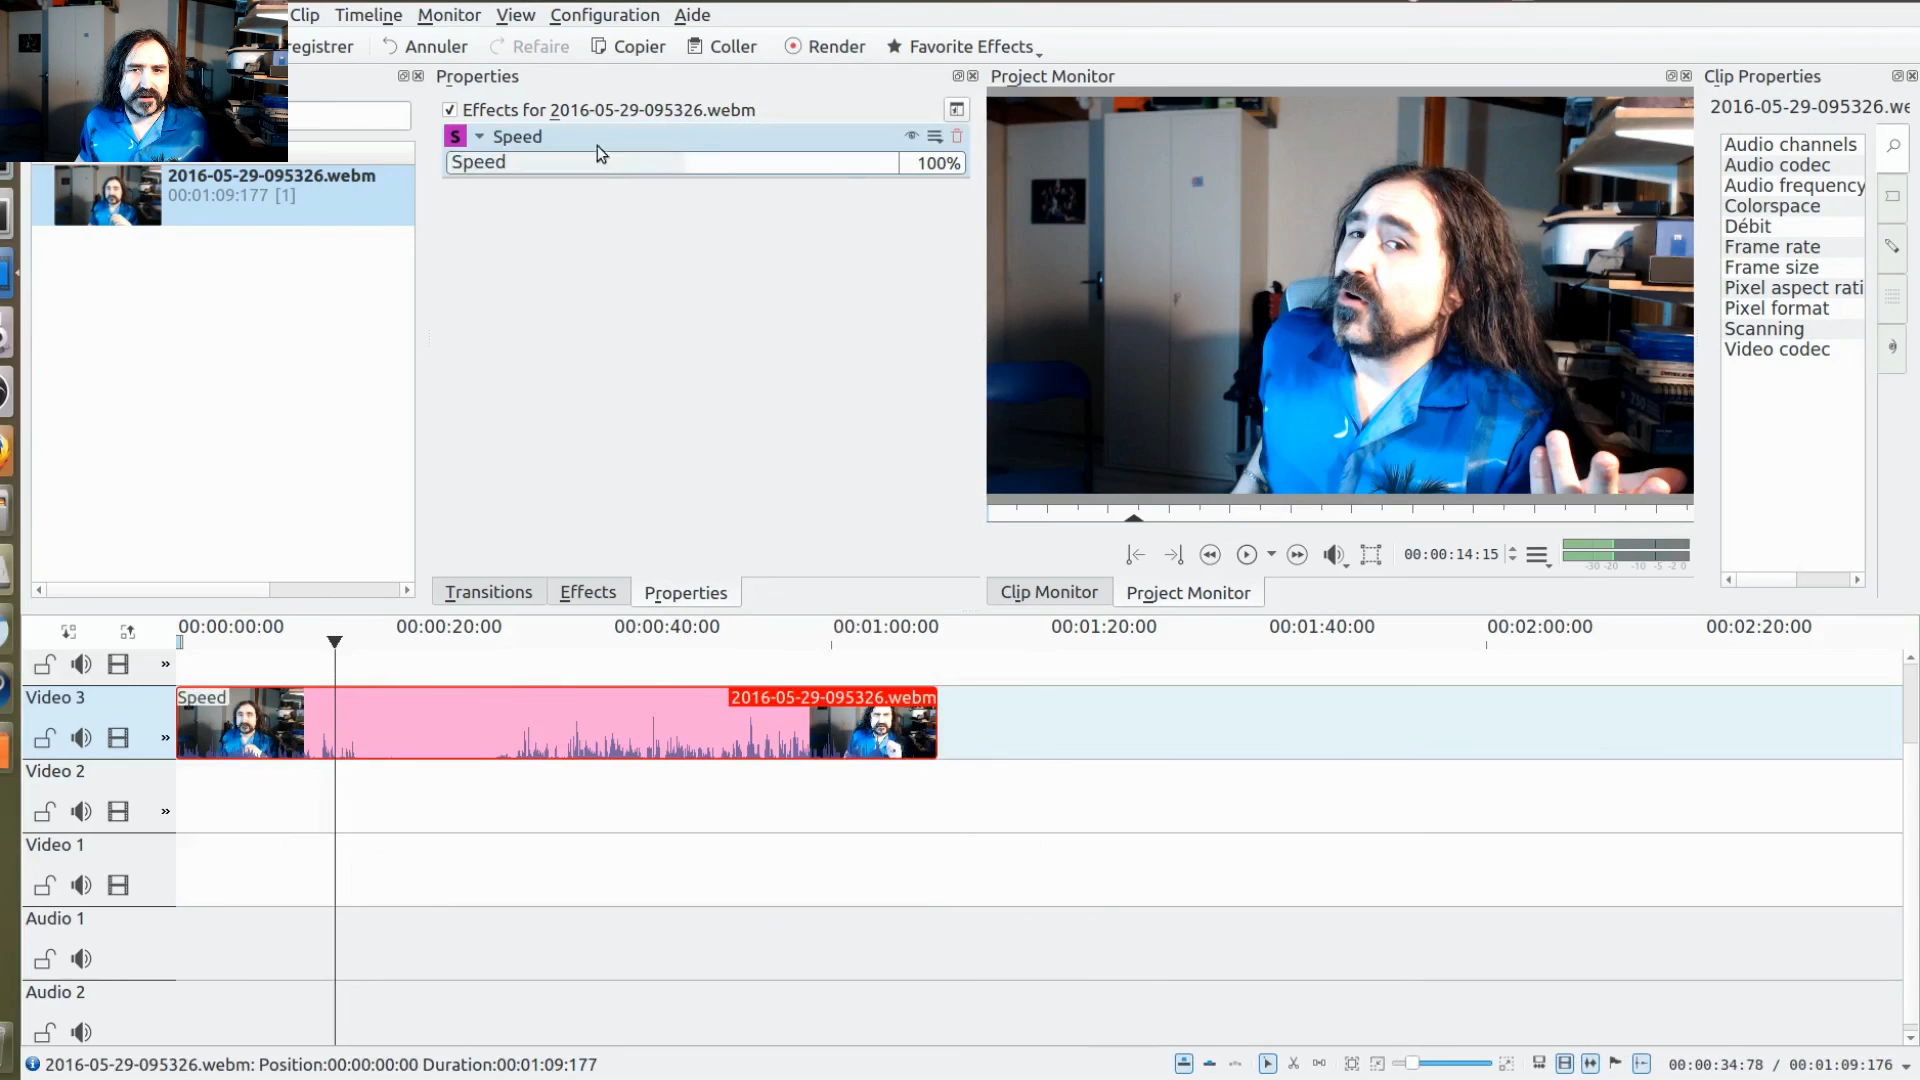 Clip Timeline Monitor View Configuration Aide
registrer Annuler Refaire Copier Coller Render Favorite Effects
Properties
Project Monitor
Clip Properties
Effects for 2016-05-29-095326.webm
S Speed
Speed 100%
2016-05-29-095326.webm
00:01:09:177 [1]
2016-05-29-095326.we
Audio channels
Audio codec
Audio frequency
Colorspace
Débit
Frame rate
Frame size
Pixel aspect rati
Pixel format
Scanning
Video codec
00:00:14:15
-30 -20 -10 -5 -2 0
Transitions Effects Properties
Clip Monitor Project Monitor
00:00:00:00 00:00:20:00 00:00:40:00 00:01:00:00 00:01:20:00 00:01:40:00 00:02:00:00 00:02:20:00
Video 3
Speed 2016-05-29-095326.webm
Video 2
Video 1
Audio 1
Audio 2
2016-05-29-095326.webm: Position:00:00:00:00 Duration:00:01:09:177
00:00:34:78 / 00:01:09:176